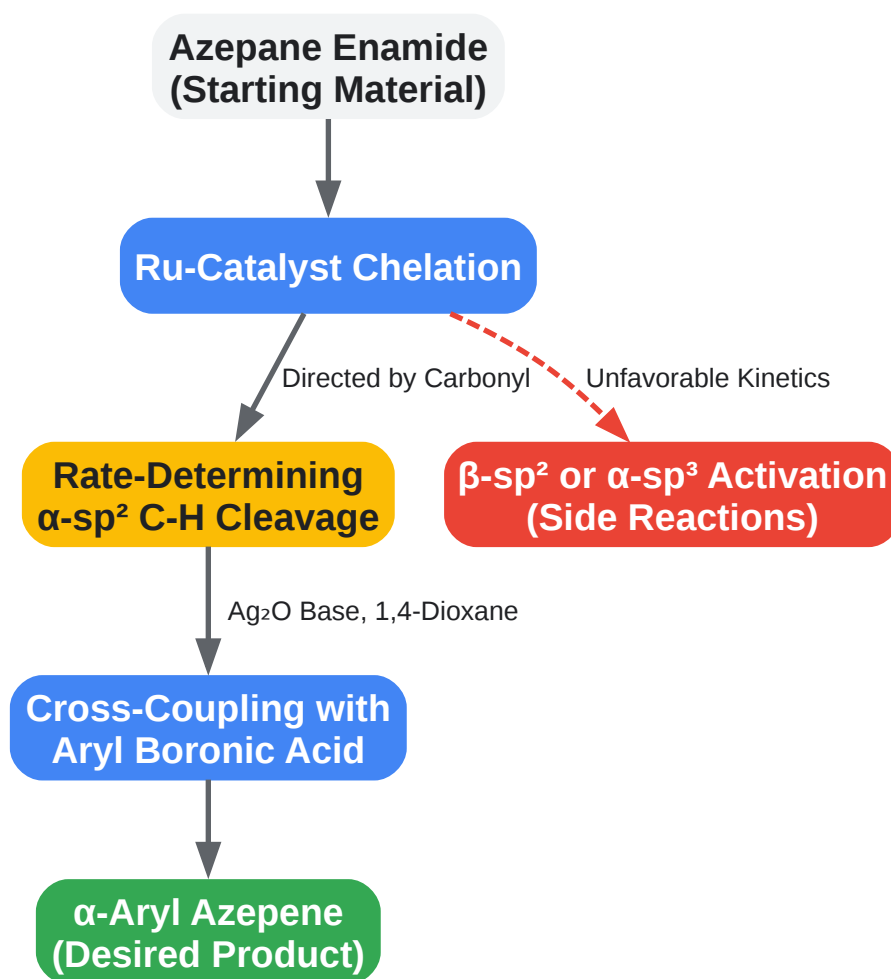 Azepane Enamide
(Starting Material)
Ru-Catalyst Chelation
Directed by Carbonyl
Unfavorable Kinetics
Rate-Determining
α-sp² C-H Cleavage
β-sp² or α-sp³ Activation
(Side Reactions)
Ag₂O Base, 1,4-Dioxane
Cross-Coupling with
Aryl Boronic Acid
α-Aryl Azepene
(Desired Product)